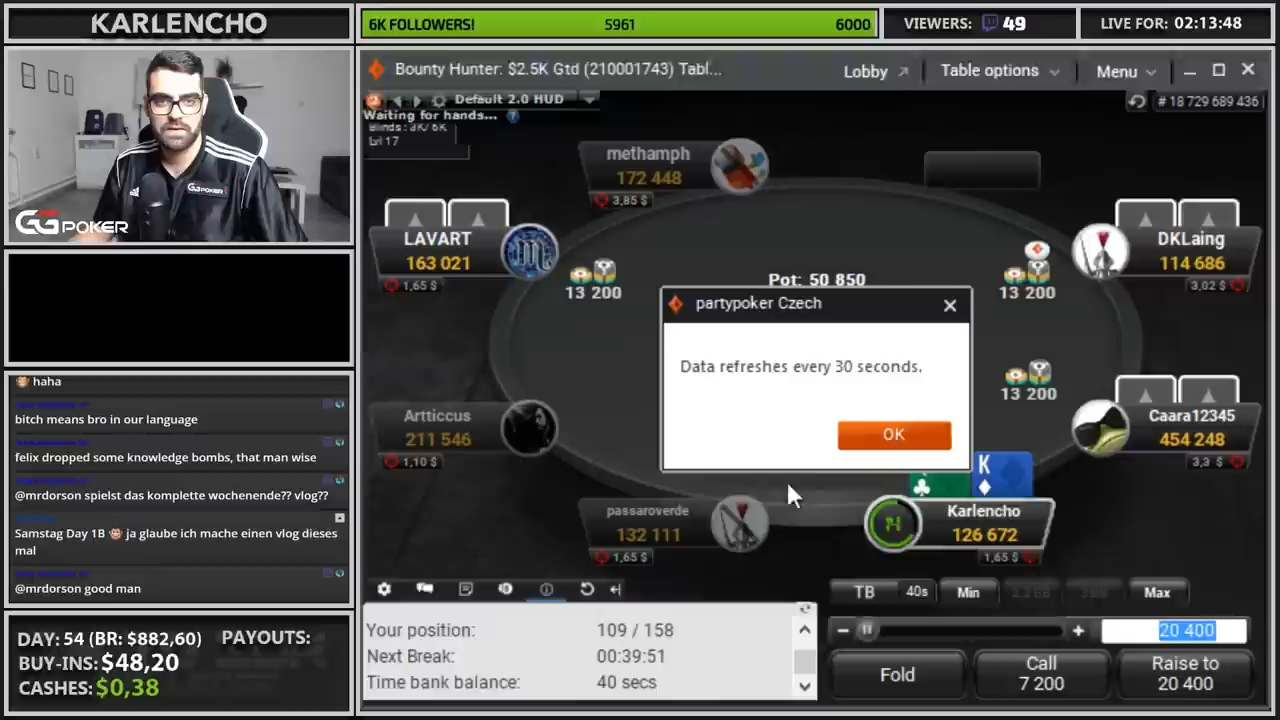 KARLENCHO
6K FOLLOWERS!
5961
6000
VIEWERS: 49
LIVE FOR: 02:13:48
Bounty Hunter: $2.5K Gtd (210001743) Tabl...
Lobby
Table options
Menu
Default 2.0 HUD
# 18 729 689 436
Waiting for hands...
Blinds : 3K/ 6K
Lvl 17
methamph
172 448
3,85 $
LAVART
163 021
1,65 $
DKLaing
114 686
3,02 $
13 200
13 200
Pot: 50 850
GGPOKER
GGPOKER
partypoker Czech
Data refreshes every 30 seconds.
OK
13 200
Artticcus
211 546
1,10 $
Caara12345
454 248
3,3 $
K
passaroverde
132 111
1,65 $
Karlencho
126 672
1,65 $
haha
bitch means bro in our language
felix dropped some knowledge bombs, that man wise
@mrdorson spielst das komplette wochenende?? vlog??
Samstag Day 1B ja glaube ich mache einen vlog dieses
mal
@mrdorson good man
TB
40s
Min
Max
Your position: 109 / 158
Next Break: 00:39:51
Time bank balance: 40 secs
20 400
Fold
Call
7 200
Raise to
20 400
DAY: 54 (BR: $882,60)
PAYOUTS:
BUY-INS: $48,20
CASHES: $0,38